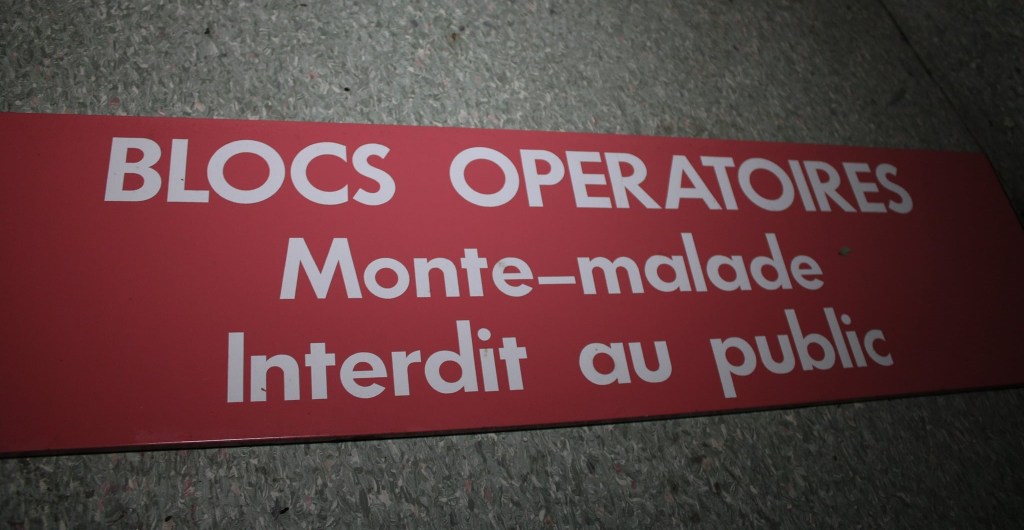 BLOCS OPERATOIRES
Monte-malade
Interdit au public